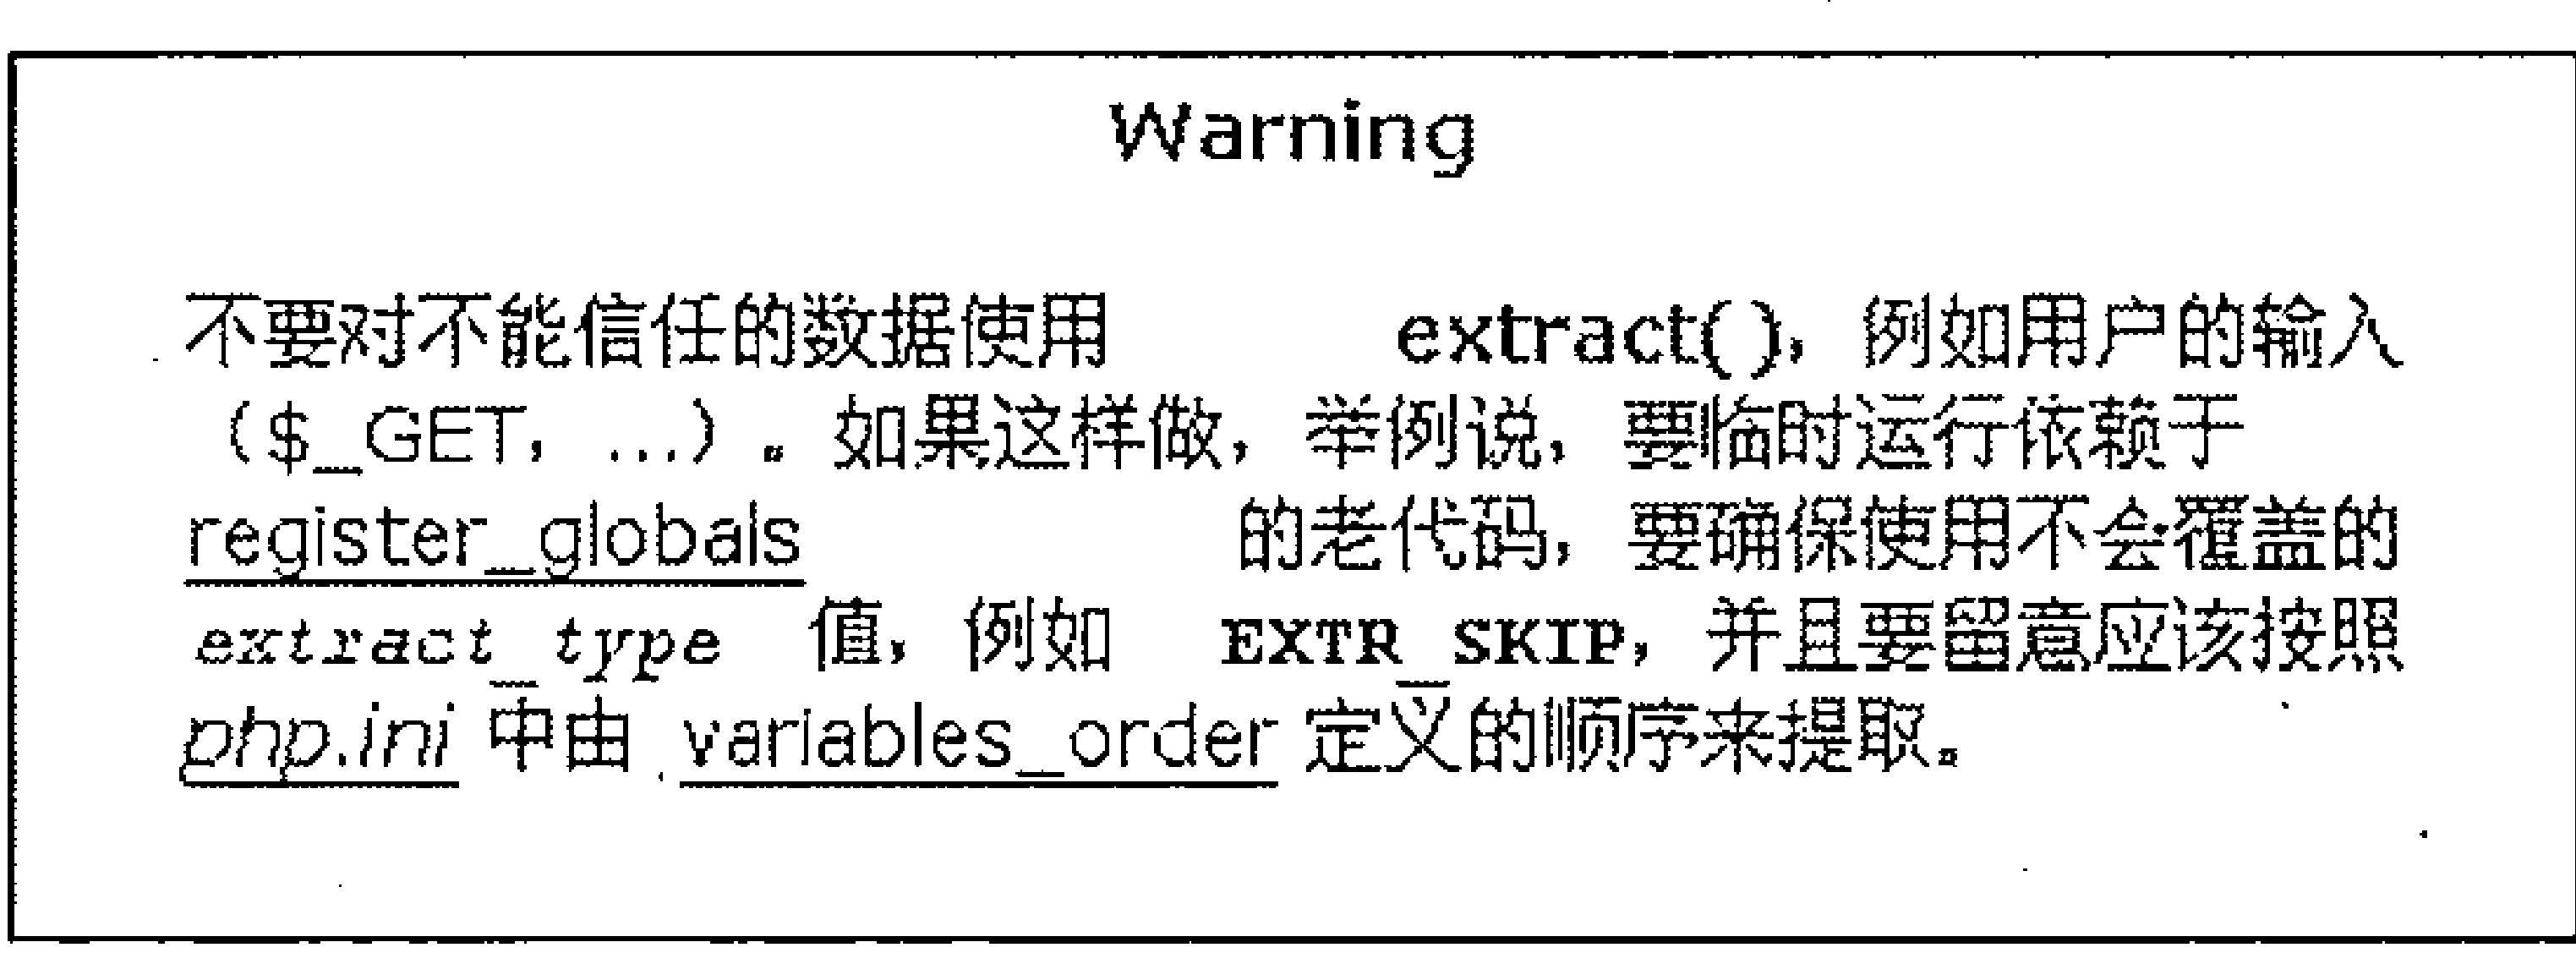 Warning
不要对不能信任的数据使用 extract()，例如用户的输入
（$_GET，...）。如果这样做，举例说，要临时运行依赖于
register_globals 的老代码，要确保使用不会覆盖的
extract_type 值，例如 EXTR_SKIP，并且要留意应该按照
php.ini 中由 variables_order 定义的顺序来提取。